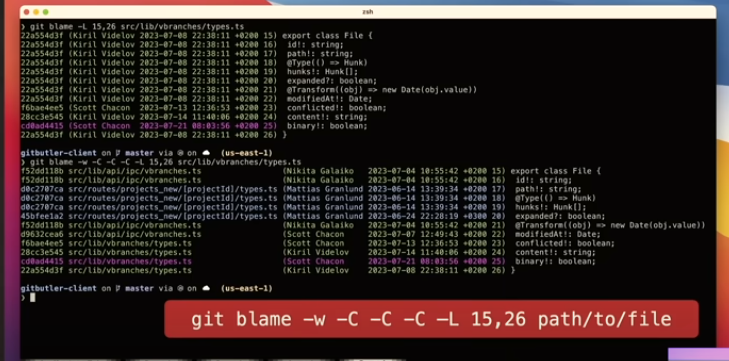 zsh
❯ git blame -L 15,26 src/lib/vbranches/types.ts
22a554d3f (Kiril Videlov 2023-07-08 22:38:11 +0200 15) export class File {
22a554d3f (Kiril Videlov 2023-07-08 22:38:11 +0200 16) id!: string;
22a554d3f (Kiril Videlov 2023-07-08 22:38:11 +0200 17) path!: string;
22a554d3f (Kiril Videlov 2023-07-08 22:38:11 +0200 18) @Type(() => Hunk)
22a554d3f (Kiril Videlov 2023-07-08 22:38:11 +0200 19) hunks!: Hunk[];
22a554d3f (Kiril Videlov 2023-07-08 22:38:11 +0200 20) expanded?: boolean;
22a554d3f (Kiril Videlov 2023-07-08 22:38:11 +0200 21) @Transform((obj) => new Date(obj.value))
22a554d3f (Kiril Videlov 2023-07-08 22:38:11 +0200 22) modifiedAt!: Date;
f6bae4ee5 (Scott Chacon 2023-07-13 12:36:53 +0200 23) conflicted!: boolean;
28cc3e545 (Kiril Videlov 2023-07-14 11:40:06 +0200 24) content!: string;
cd0ad4415 (Scott Chacon 2023-07-21 08:03:56 +0200 25) binary!: boolean;
22a554d3f (Kiril Videlov 2023-07-08 22:38:11 +0200 26) }
gitbutler-client on master via on (us-east-1)
❯ git blame -w -C -C -C -L 15,26 src/lib/vbranches/types.ts
f52dd118b src/lib/api/ipc/vbranches.ts (Nikita Galaiko 2023-07-04 10:55:42 +0200 15) export class File {
f52dd118b src/lib/api/ipc/vbranches.ts (Nikita Galaiko 2023-07-04 10:55:42 +0200 16) id!: string;
d0c2707ca src/routes/projects_new/[projectId]/types.ts (Mattias Granlund 2023-06-14 13:39:34 +0200 17) path!: string;
d0c2707ca src/routes/projects_new/[projectId]/types.ts (Mattias Granlund 2023-06-14 13:39:34 +0200 18) @Type(() => Hunk)
d0c2707ca src/routes/projects_new/[projectId]/types.ts (Mattias Granlund 2023-06-14 13:39:34 +0200 19) hunks!: Hunk[];
45bfee1a2 src/routes/projects_new/[projectId]/types.ts (Mattias Granlund 2023-06-24 22:28:19 +0300 20) expanded?: boolean;
f52dd118b src/lib/api/ipc/vbranches.ts (Nikita Galaiko 2023-07-04 10:55:42 +0200 21) @Transform((obj) => new Date(obj.value))
d9632cea6 src/lib/api/ipc/vbranches.ts (Scott Chacon 2023-07-07 12:49:43 +0200 22) modifiedAt!: Date;
f6bae4ee5 src/lib/vbranches/types.ts (Scott Chacon 2023-07-13 12:36:53 +0200 23) conflicted!: boolean;
28cc3e545 src/lib/vbranches/types.ts (Kiril Videlov 2023-07-14 11:40:06 +0200 24) content!: string;
cd0ad4415 src/lib/vbranches/types.ts (Scott Chacon 2023-07-21 08:03:56 +0200 25) binary!: boolean;
22a554d3f src/lib/vbranches/types.ts (Kiril Videlov 2023-07-08 22:38:11 +0200 26) }
gitbutler-client on master via on (us-east-1)
❯
git blame -w -C -C -C -L 15,26 path/to/file